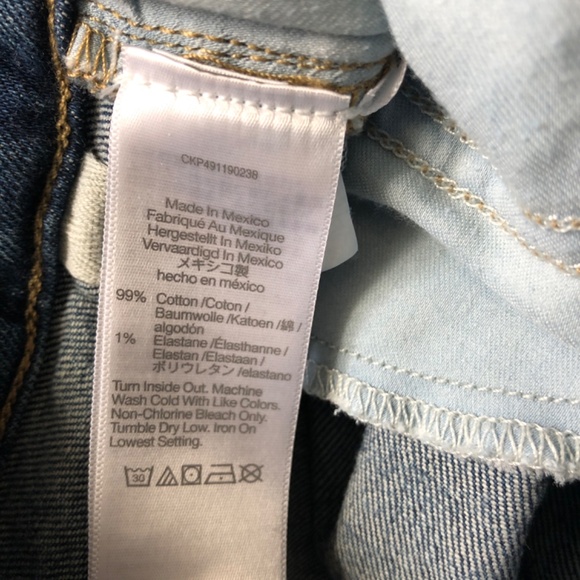 CKP491190238
Made In Mexico
Fabriqué Au Mexique
Hergestellt In Mexiko
Vervaardigd In Mexico
メキシコ製
hecho en méxico
99% Cotton /Coton /
Baumwolle /Katoen /綿 /
algodón
1% Elastane /Élasthanne /
Elastan /Elastaan /
ポリウレタン /elastano
Turn Inside Out. Machine
Wash Cold With Like Colors.
Non-Chlorine Bleach Only.
Tumble Dry Low. Iron On
Lowest Setting.
30